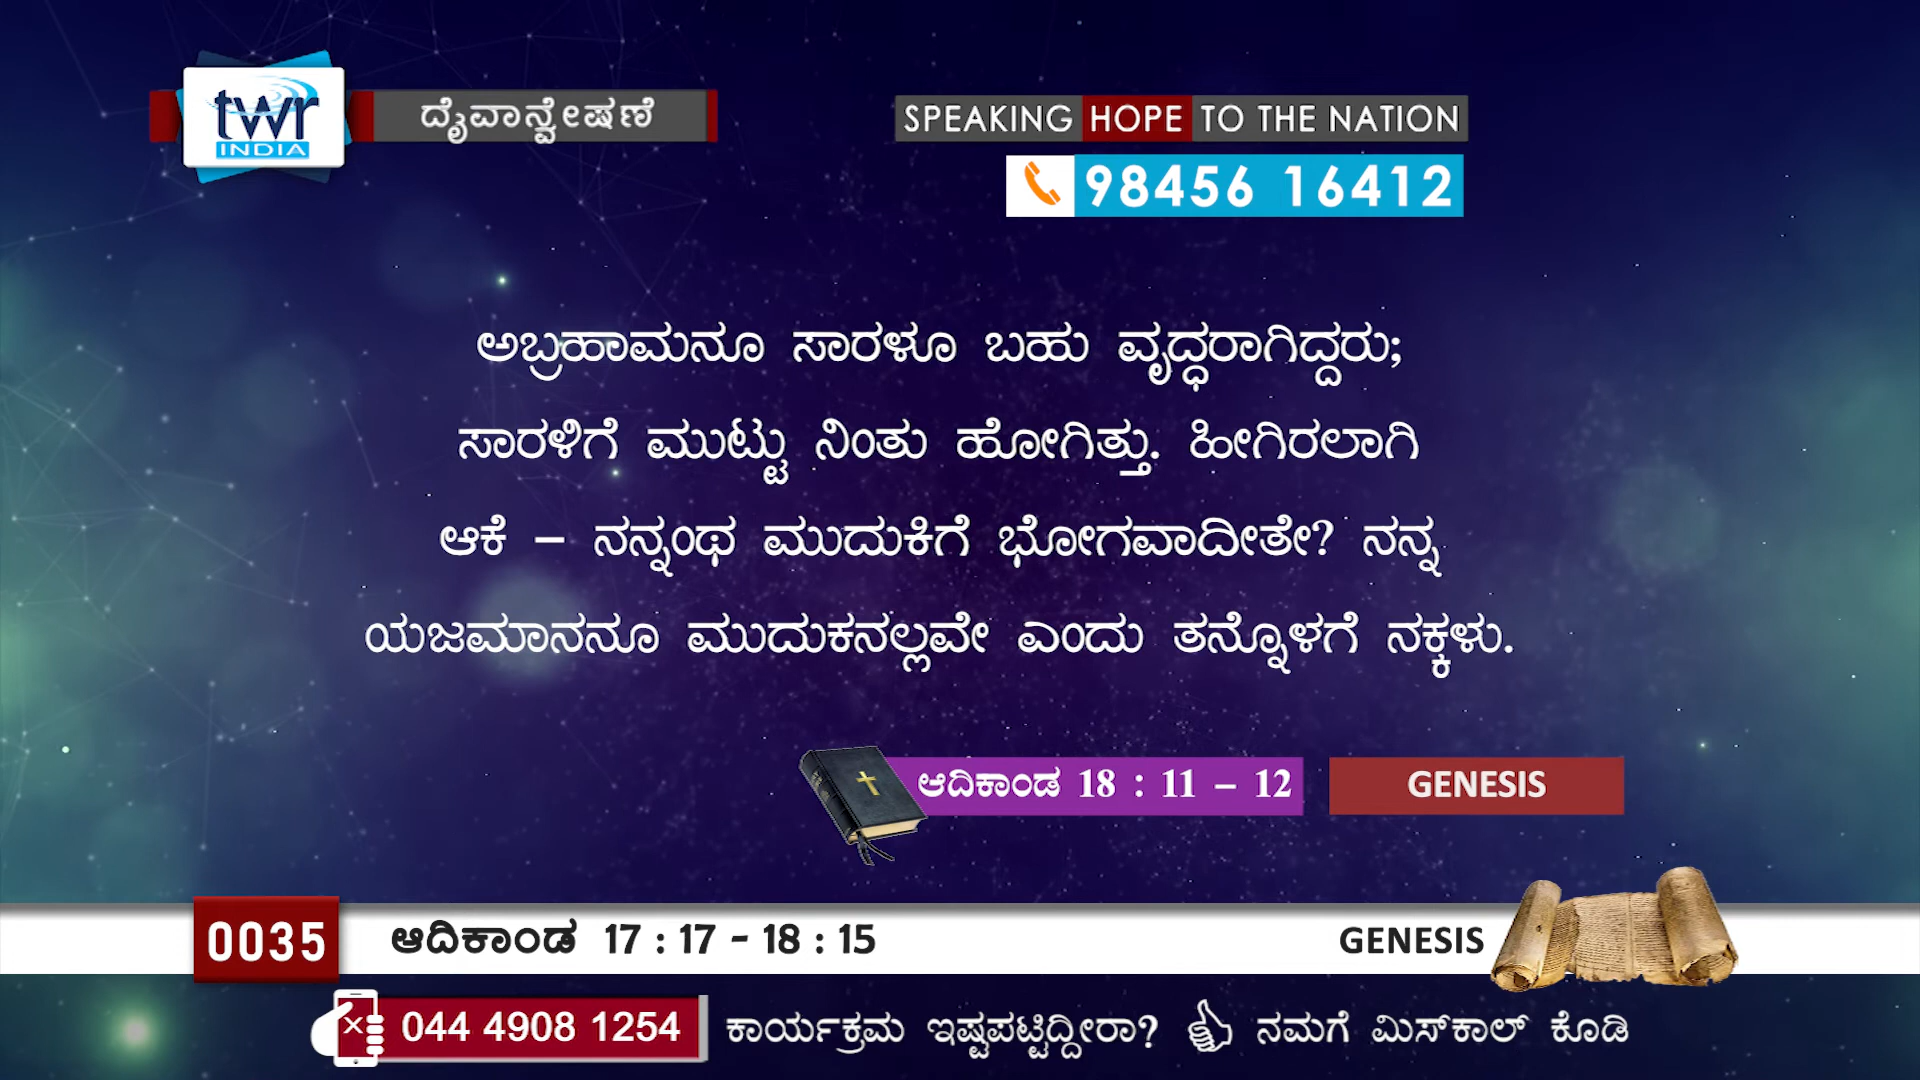 twr
INDIA
ದೈವಾನ್ವೇಷಣೆ
SPEAKING HOPE TO THE NATION
98456 16412
ಅಬ್ರಹಾಮನೂ ಸಾರಳೂ ಬಹು ವೃದ್ಧರಾಗಿದ್ದರು;
ಸಾರಳಿಗೆ ಮುಟ್ಟು ನಿಂತು ಹೋಗಿತ್ತು. ಹೀಗಿರಲಾಗಿ
ಆಕೆ – ನನ್ನಂಥ ಮುದುಕಿಗೆ ಭೋಗವಾದೀತೇ? ನನ್ನ
ಯಜಮಾನನೂ ಮುದುಕನಲ್ಲವೇ ಎಂದು ತನ್ನೊಳಗೆ ನಕ್ಕಳು.
ಆದಿಕಾಂಡ 18 : 11 – 12
GENESIS
0035
ಆದಿಕಾಂಡ 17 : 17 - 18 : 15
GENESIS
044 4908 1254
ಕಾರ್ಯಕ್ರಮ ಇಷ್ಟಪಟ್ಟಿದ್ದೀರಾ? ನಮಗೆ ಮಿಸ್‌ಕಾಲ್ ಕೊಡಿ